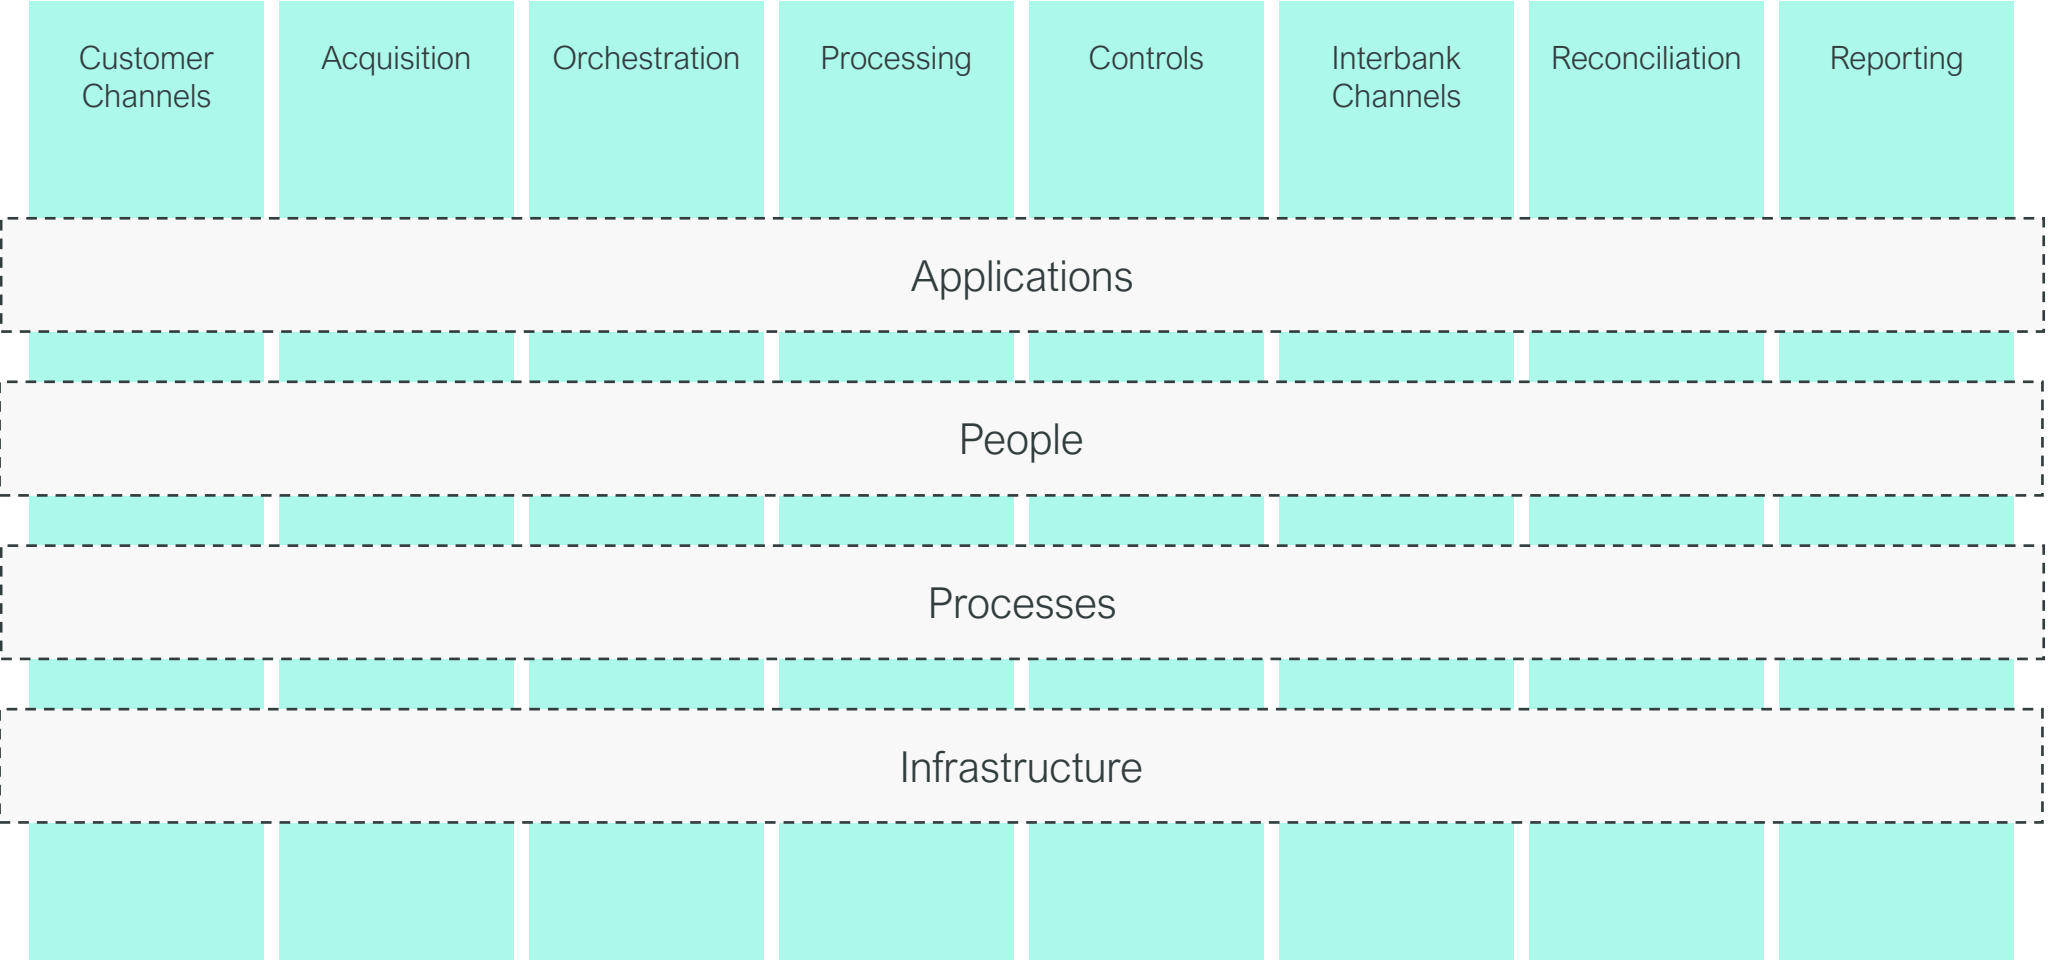 Customer
Channels
Acquisition
Orchestration
Processing
Controls
Interbank
Channels
Reconciliation
Reporting
Applications
People
Processes
Infrastructure